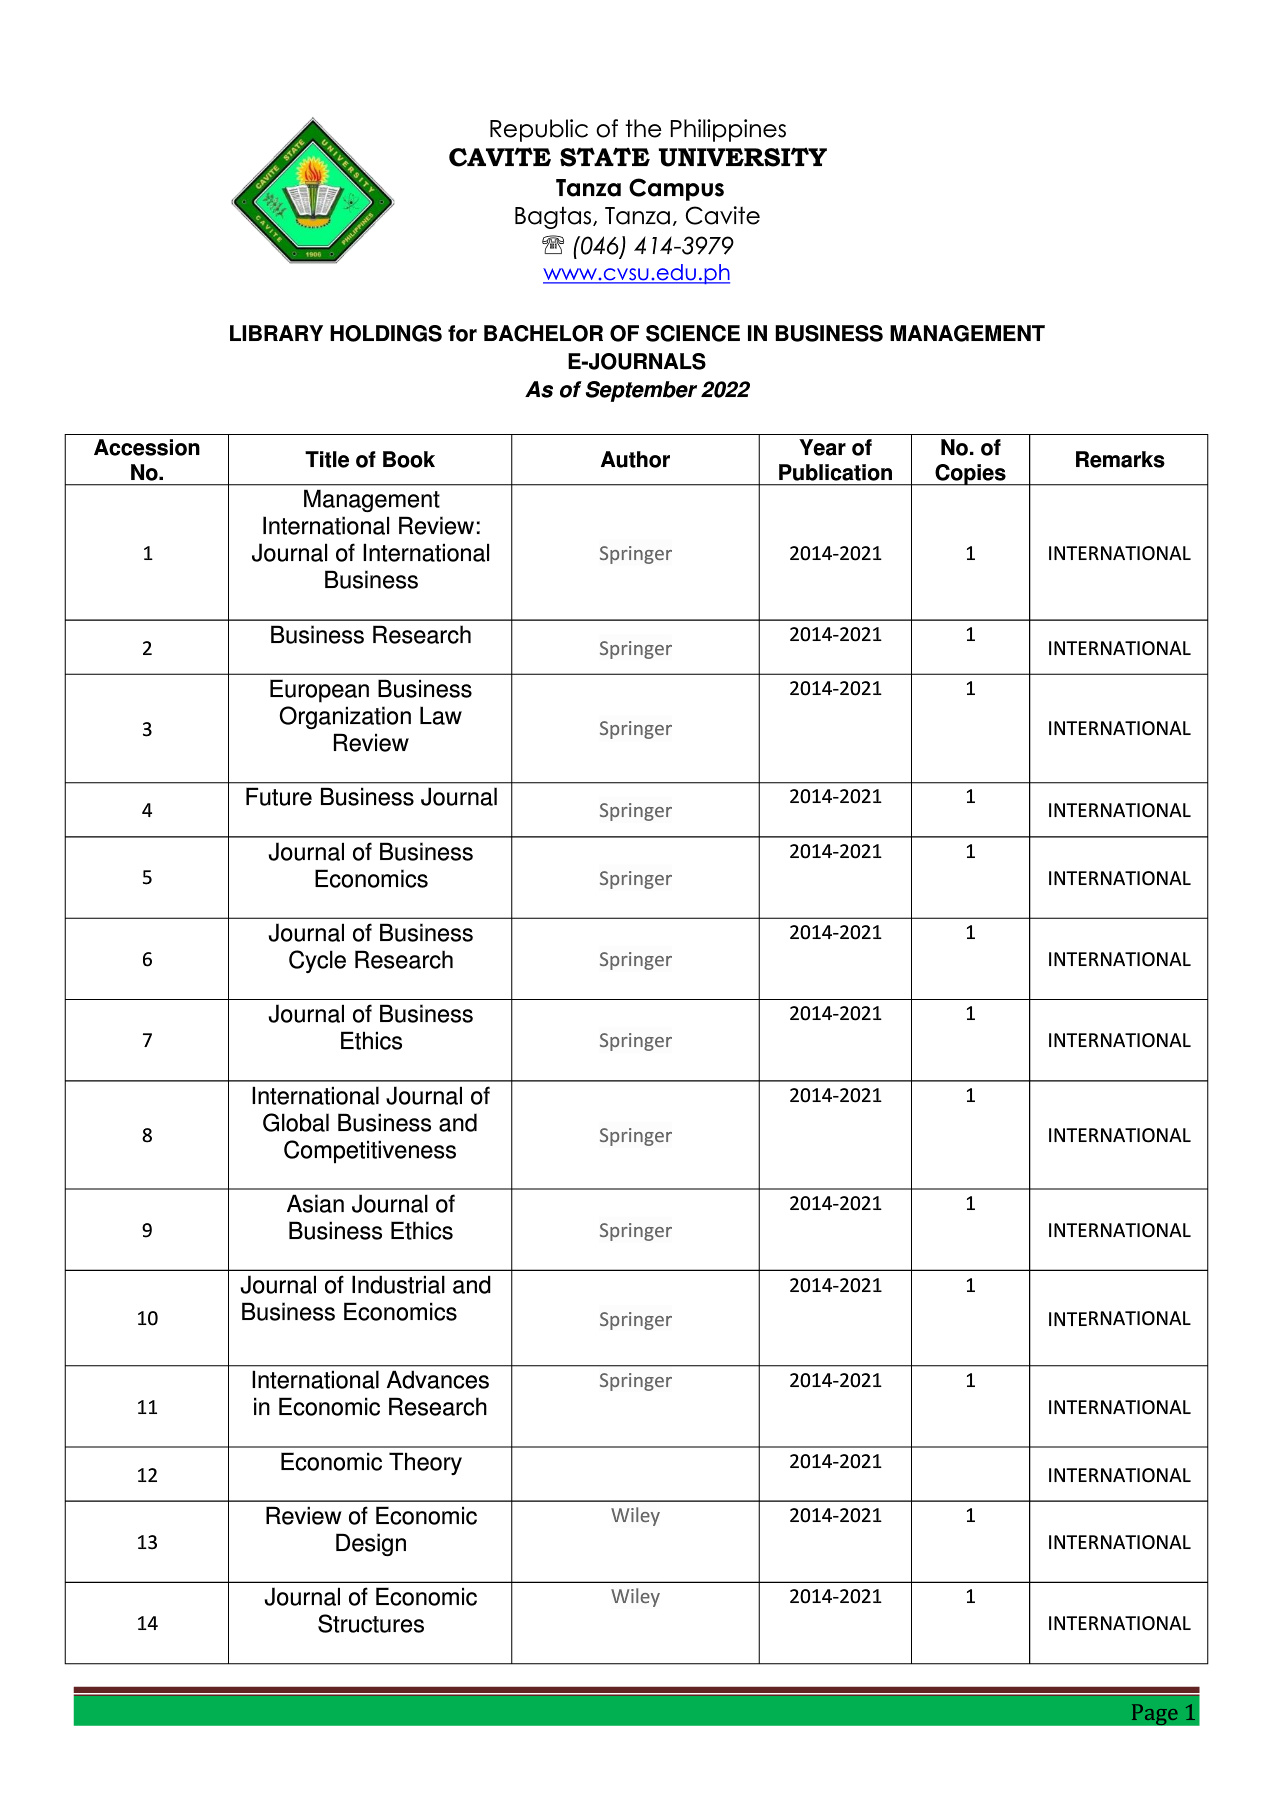 CAVITE STATE UNIVERSITY
CAVITE PHILIPPINES
1906
Republic of the Philippines
CAVITE STATE UNIVERSITY
Tanza Campus
Bagtas, Tanza, Cavite
☏ (046) 414-3979
www.cvsu.edu.ph
LIBRARY HOLDINGS for BACHELOR OF SCIENCE IN BUSINESS MANAGEMENT
E-JOURNALS
As of September 2022
Accession No. Title of Book Author Year of Publication No. of Copies Remarks
1 Management International Review: Journal of International Business Springer 2014-2021 1 INTERNATIONAL
2 Business Research Springer 2014-2021 1 INTERNATIONAL
3 European Business Organization Law Review Springer 2014-2021 1 INTERNATIONAL
4 Future Business Journal Springer 2014-2021 1 INTERNATIONAL
5 Journal of Business Economics Springer 2014-2021 1 INTERNATIONAL
6 Journal of Business Cycle Research Springer 2014-2021 1 INTERNATIONAL
7 Journal of Business Ethics Springer 2014-2021 1 INTERNATIONAL
8 International Journal of Global Business and Competitiveness Springer 2014-2021 1 INTERNATIONAL
9 Asian Journal of Business Ethics Springer 2014-2021 1 INTERNATIONAL
10 Journal of Industrial and Business Economics Springer 2014-2021 1 INTERNATIONAL
11 International Advances in Economic Research Springer 2014-2021 1 INTERNATIONAL
12 Economic Theory 2014-2021 INTERNATIONAL
13 Review of Economic Design Wiley 2014-2021 1 INTERNATIONAL
14 Journal of Economic Structures Wiley 2014-2021 1 INTERNATIONAL
Page 1